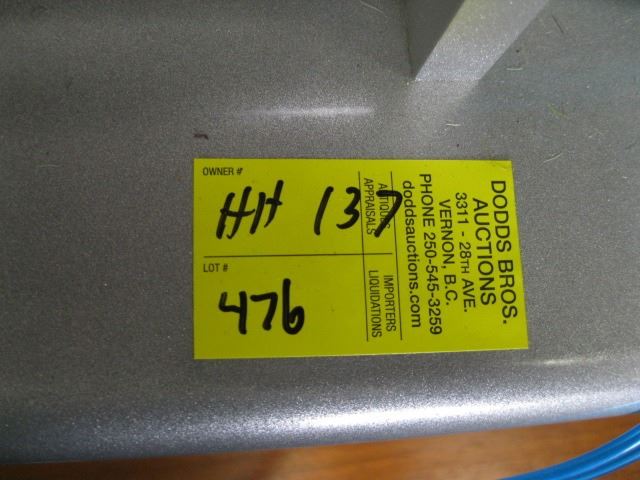 OWNER #
HH 137
LOT #
476
ANTIQUES
APPRAISALS
IMPORTERS
LIQUIDATIONS
DODDS BROS.
AUCTIONS
3311 - 28TH AVE.
VERNON, B.C.
PHONE 250-545-3259
doddsauctions.com